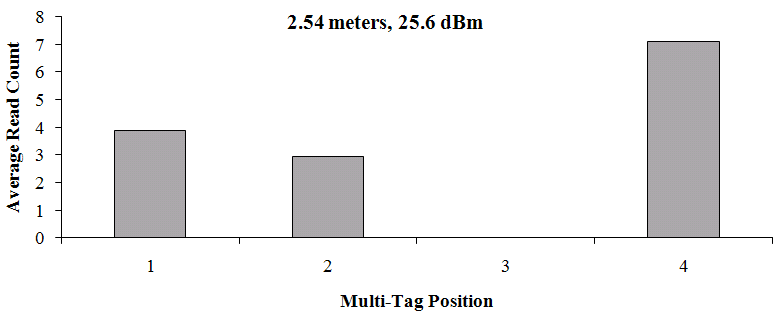 2.54 meters, 25.6 dBm
Average Read Count
8
7
6
5
4
3
2
1
0
1 2 3 4
Multi-Tag Position